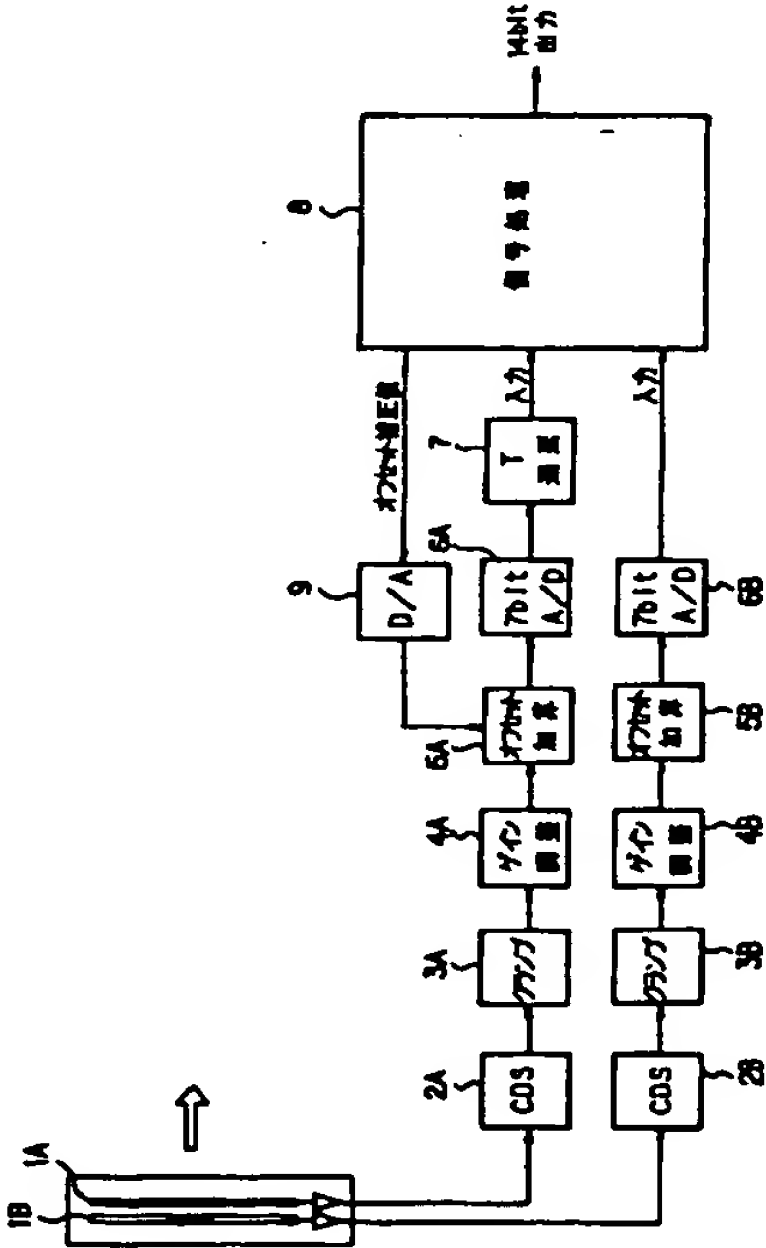 1B
1A
2A
CDS
3A
クランプ
4A
ゲイン
調整
5A
オフセット
加算
6A
7bit
A/D
7
T
遅延
入力
9
D/A
オフセット補正値
8
信号処理
14bit
出力
CDS
2B
クランプ
3B
ゲイン
調整
4B
オフセット
加算
5B
7bit
A/D
6B
入力